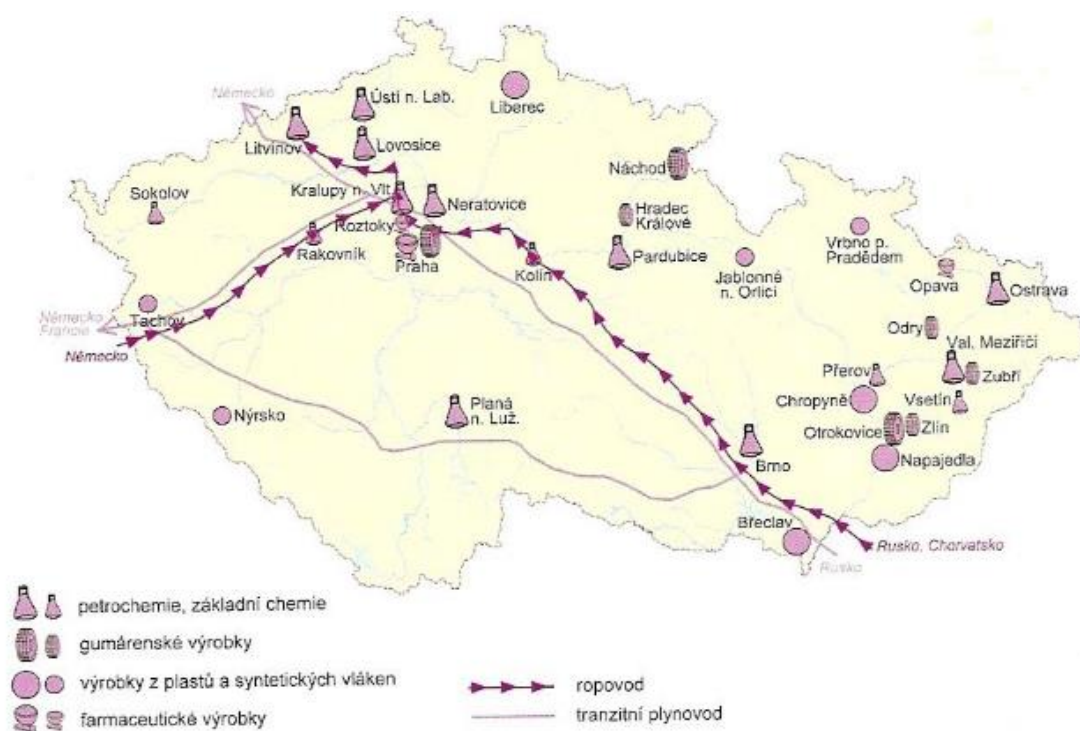 Německo
Ústí n. Lab.
Liberec
Litvínov
Lovosice
Náchod
Sokolov
Kralupy n. Vlt.
Neratovice
Hradec
Králové
Roztoky
Rakovník
Praha
Kolín
Pardubice
Vrbno p.
Pradědem
Jablonné
n. Orlicí
Opava
Ostrava
Německo
Francie
Tachov
Německo
Odry
Val. Meziříčí
Přerov
Zubří
Chropyně
Vsetín
Nýrsko
Planá
n. Luž.
Otrokovice
Zlín
Brno
Napajedla
Břeclav
Rusko, Chorvatsko
Rusko
petrochemie, základní chemie
gumárenské výrobky
výrobky z plastů a syntetických vláken
farmaceutické výrobky
ropovod
tranzitní plynovod